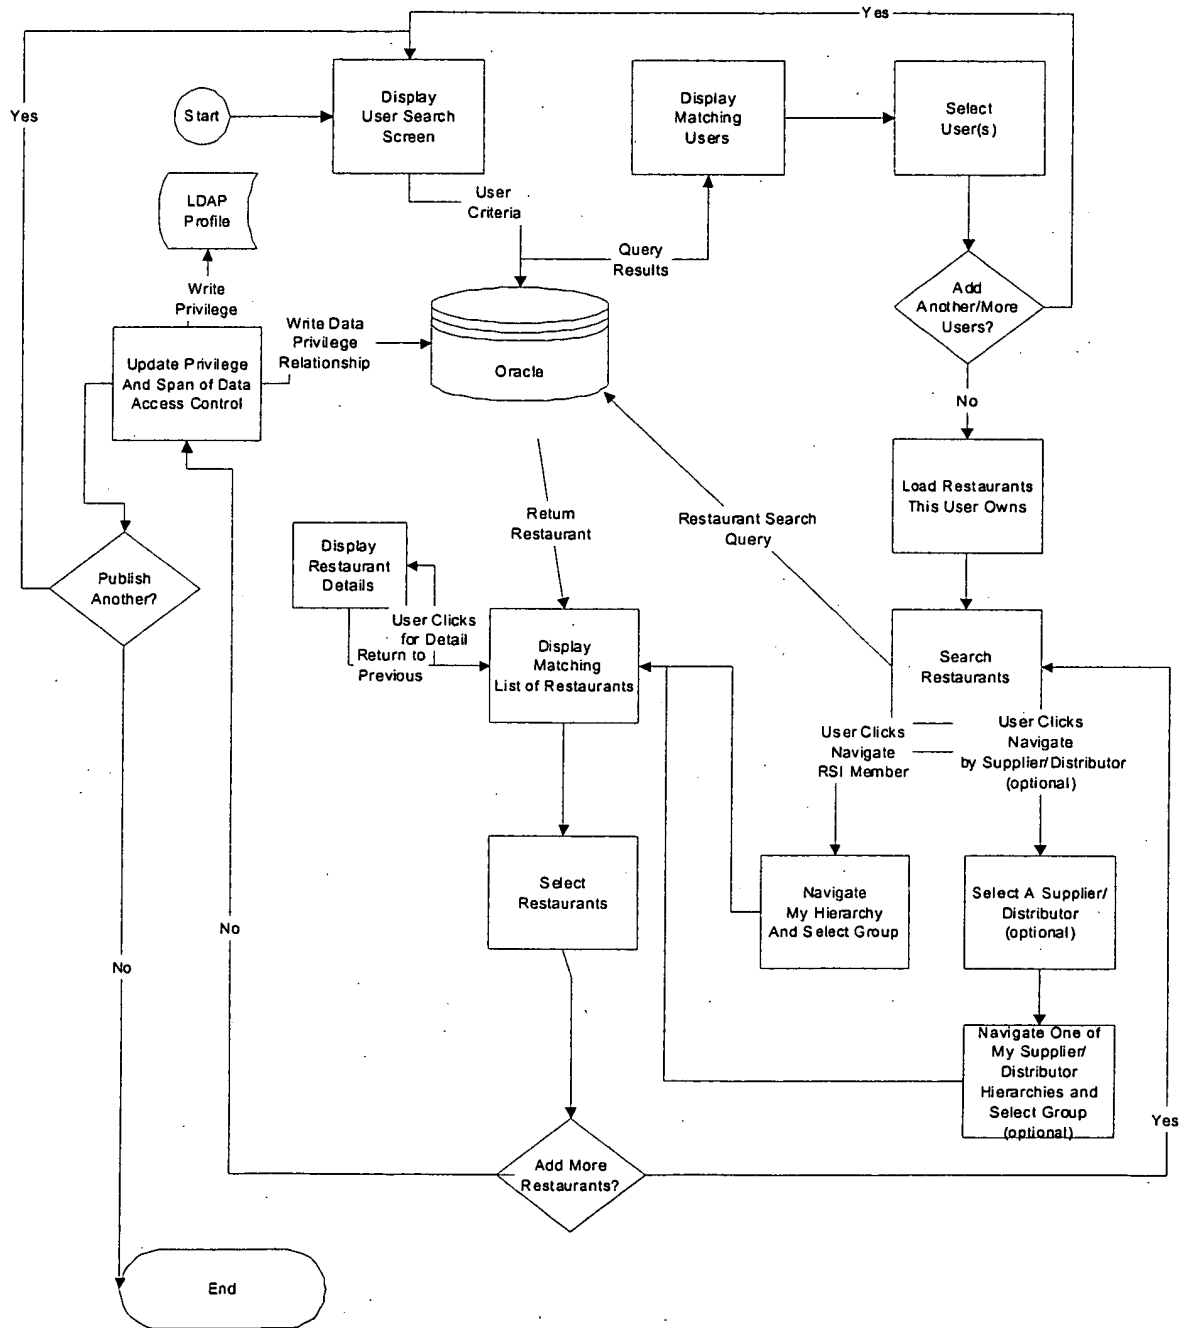 Yes
Yes
Start
Display
User Search
Screen
Display
Matching
Users
Select
User(s)
LDAP
Profile
User
Criteria
Query
Results
Write
Privilege
Add
Another/More
Users?
Write Data
Privilege
Relationship
Update Privilege
And Span of Data
Access Control
Oracle
No
Load Restaurants
This User Owns
Return
Restaurant
Restaurant Search
Query
Display
Restaurant
Details
Publish
Another?
User Clicks
for Detail
Return to
Previous
Display
Matching
List of Restaurants
Search
Restaurants
User Clicks
Navigate
RSI Member
User Clicks
Navigate
by Supplier/Distributor
(optional)
Select
Restaurants
Navigate
My Hierarchy
And Select Group
Select A Supplier/
Distributor
(optional)
No
No
Navigate One of
My Supplier/
Distributor
Hierarchies and
Select Group
(optional)
Yes
Add More
Restaurants?
End